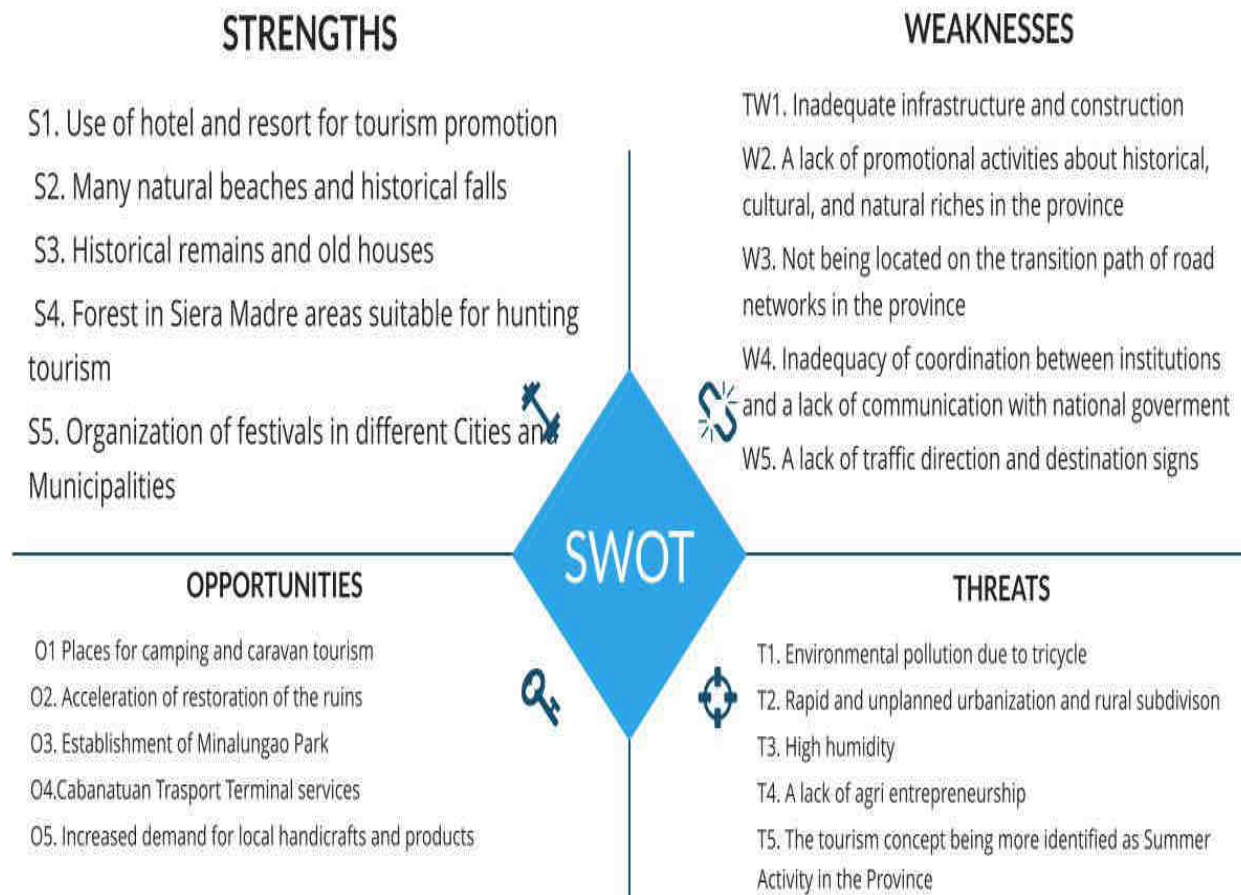 STRENGTHS
S1. Use of hotel and resort for tourism promotion
S2. Many natural beaches and historical falls
S3. Historical remains and old houses
S4. Forest in Siera Madre areas suitable for hunting
tourism
S5. Organization of festivals in different Cities and
Municipalities
WEAKNESSES
TW1. Inadequate infrastructure and construction
W2. A lack of promotional activities about historical,
cultural, and natural riches in the province
W3. Not being located on the transition path of road
networks in the province
W4. Inadequacy of coordination between institutions
and a lack of communication with national goverment
W5. A lack of traffic direction and destination signs
SWOT
OPPORTUNITIES
O1 Places for camping and caravan tourism
O2. Acceleration of restoration of the ruins
O3. Establishment of Minalungao Park
O4.Cabanatuan Trasport Terminal services
O5. Increased demand for local handicrafts and products
THREATS
T1. Environmental pollution due to tricycle
T2. Rapid and unplanned urbanization and rural subdivison
T3. High humidity
T4. A lack of agri entrepreneurship
T5. The tourism concept being more identified as Summer
Activity in the Province